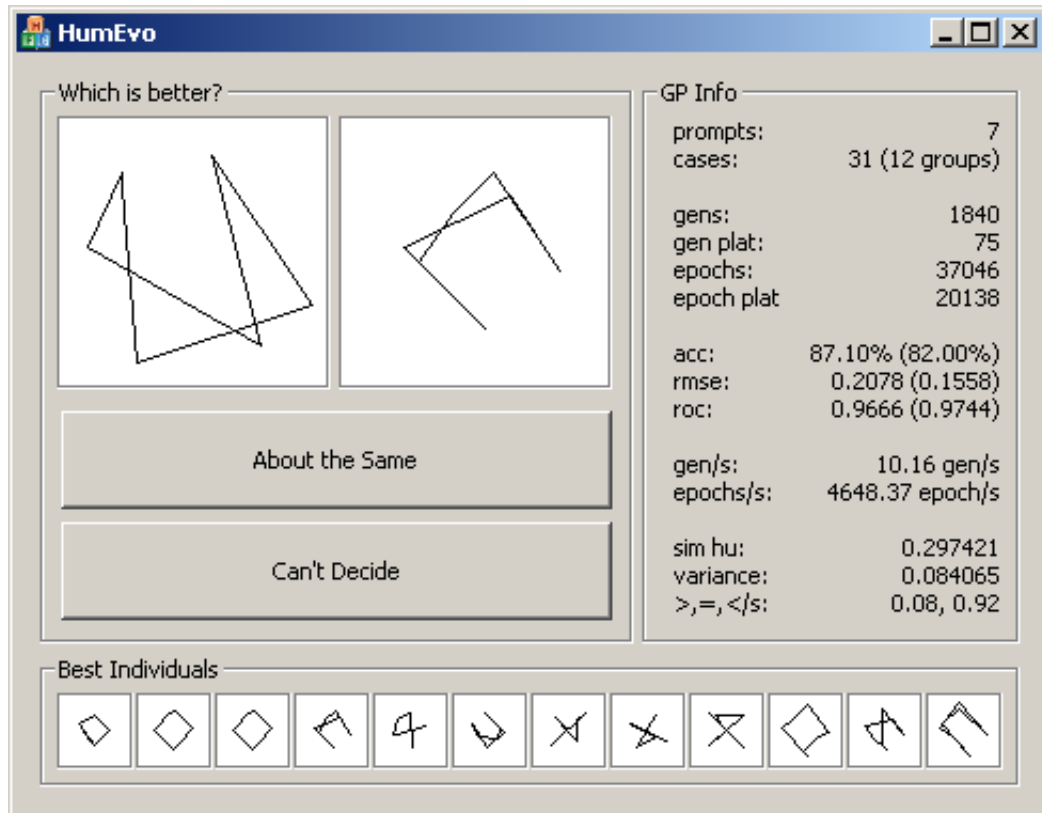 HumEvo
Which is better?
About the Same
Can't Decide
GP Info
prompts: 7
cases: 31 (12 groups)
gens: 1840
gen plat: 75
epochs: 37046
epoch plat 20138
acc: 87.10% (82.00%)
rmse: 0.2078 (0.1558)
roc: 0.9666 (0.9744)
gen/s: 10.16 gen/s
epochs/s: 4648.37 epoch/s
sim hu: 0.297421
variance: 0.084065
>,=,</s: 0.08, 0.92
Best Individuals